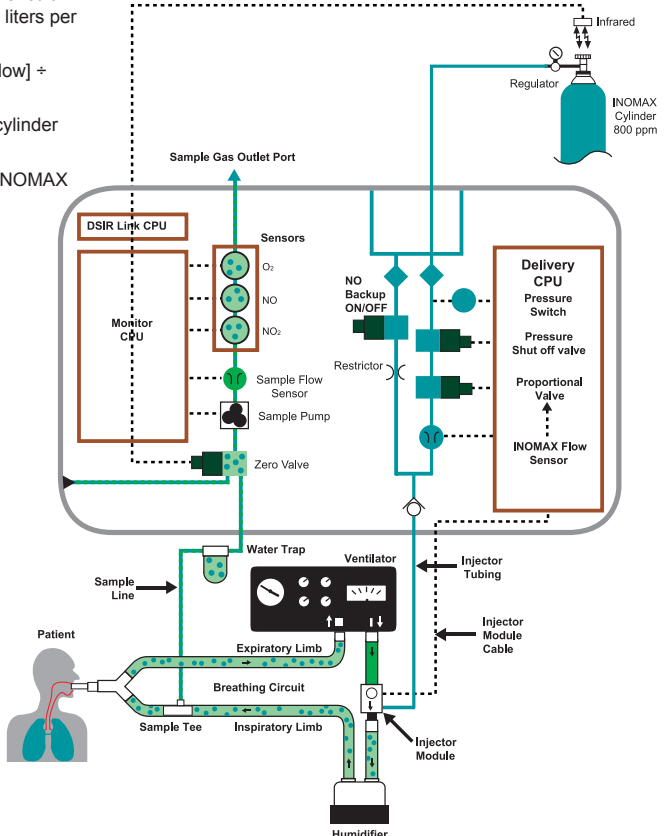 liters per
low] ÷
cylinder
INOMAX
Infrared
Regulator
INOMAX
Cylinder
800 ppm
Sample Gas Outlet Port
DSIR Link CPU
Sensors
O₂
NO
NO₂
Monitor
CPU
Sample Flow
Sensor
Sample Pump
Zero Valve
NO
Backup
ON/OFF
Restrictor
Delivery
CPU
Pressure
Switch
Pressure
Shut off valve
Proportional
Valve
INOMAX Flow
Sensor
Water Trap
Sample
Line
Ventilator
Injector
Tubing
Injector
Module
Cable
Patient
Expiratory Limb
Breathing Circuit
Sample Tee
Inspiratory Limb
Injector
Module
Humidifier